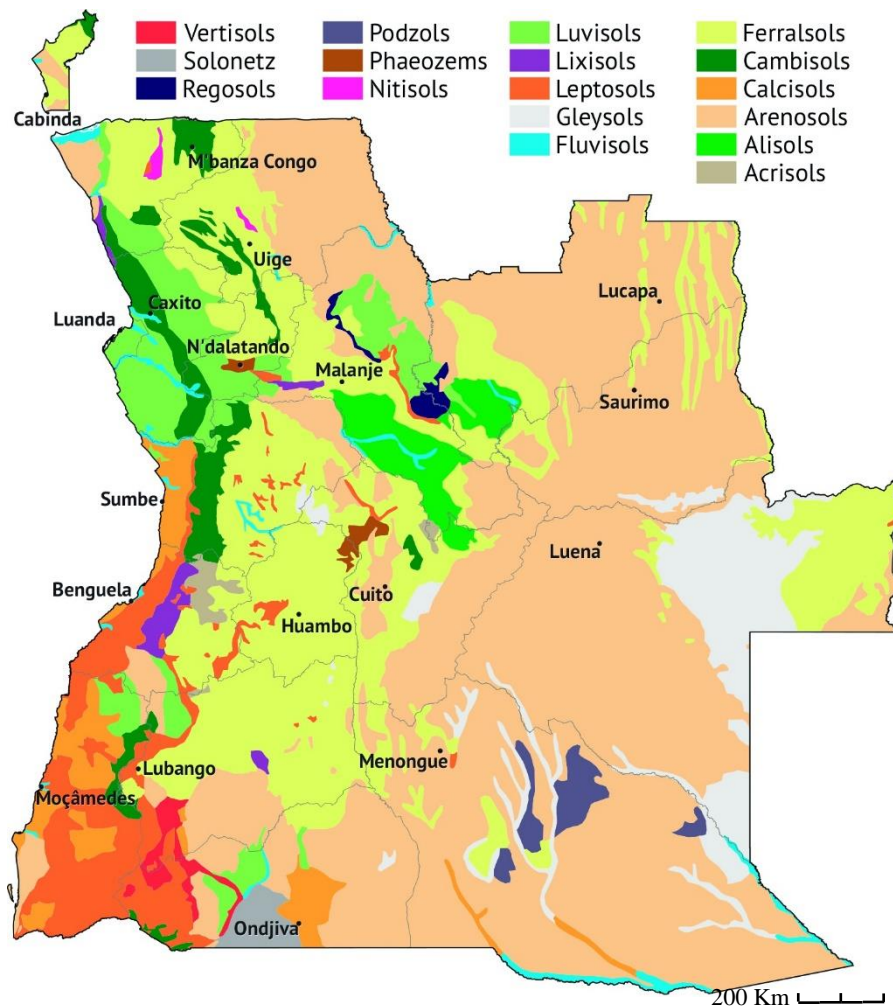 Vertisols
Solonetz
Regosols
Podzols
Phaeozems
Nitisols
Luvisols
Lixisols
Leptosols
Gleysols
Fluvisols
Ferralsols
Cambisols
Calcisols
Arenosols
Alisols
Acrisols
Cabinda
M'banza Congo
Uige
Lucapa
Caxito
Luanda
N'dalatando
Malanje
Saurimo
Sumbe
Luena
Benguela
Cuito
Huambo
Menongue
Lubango
Moçâmedes
Ondjiva
200 Km